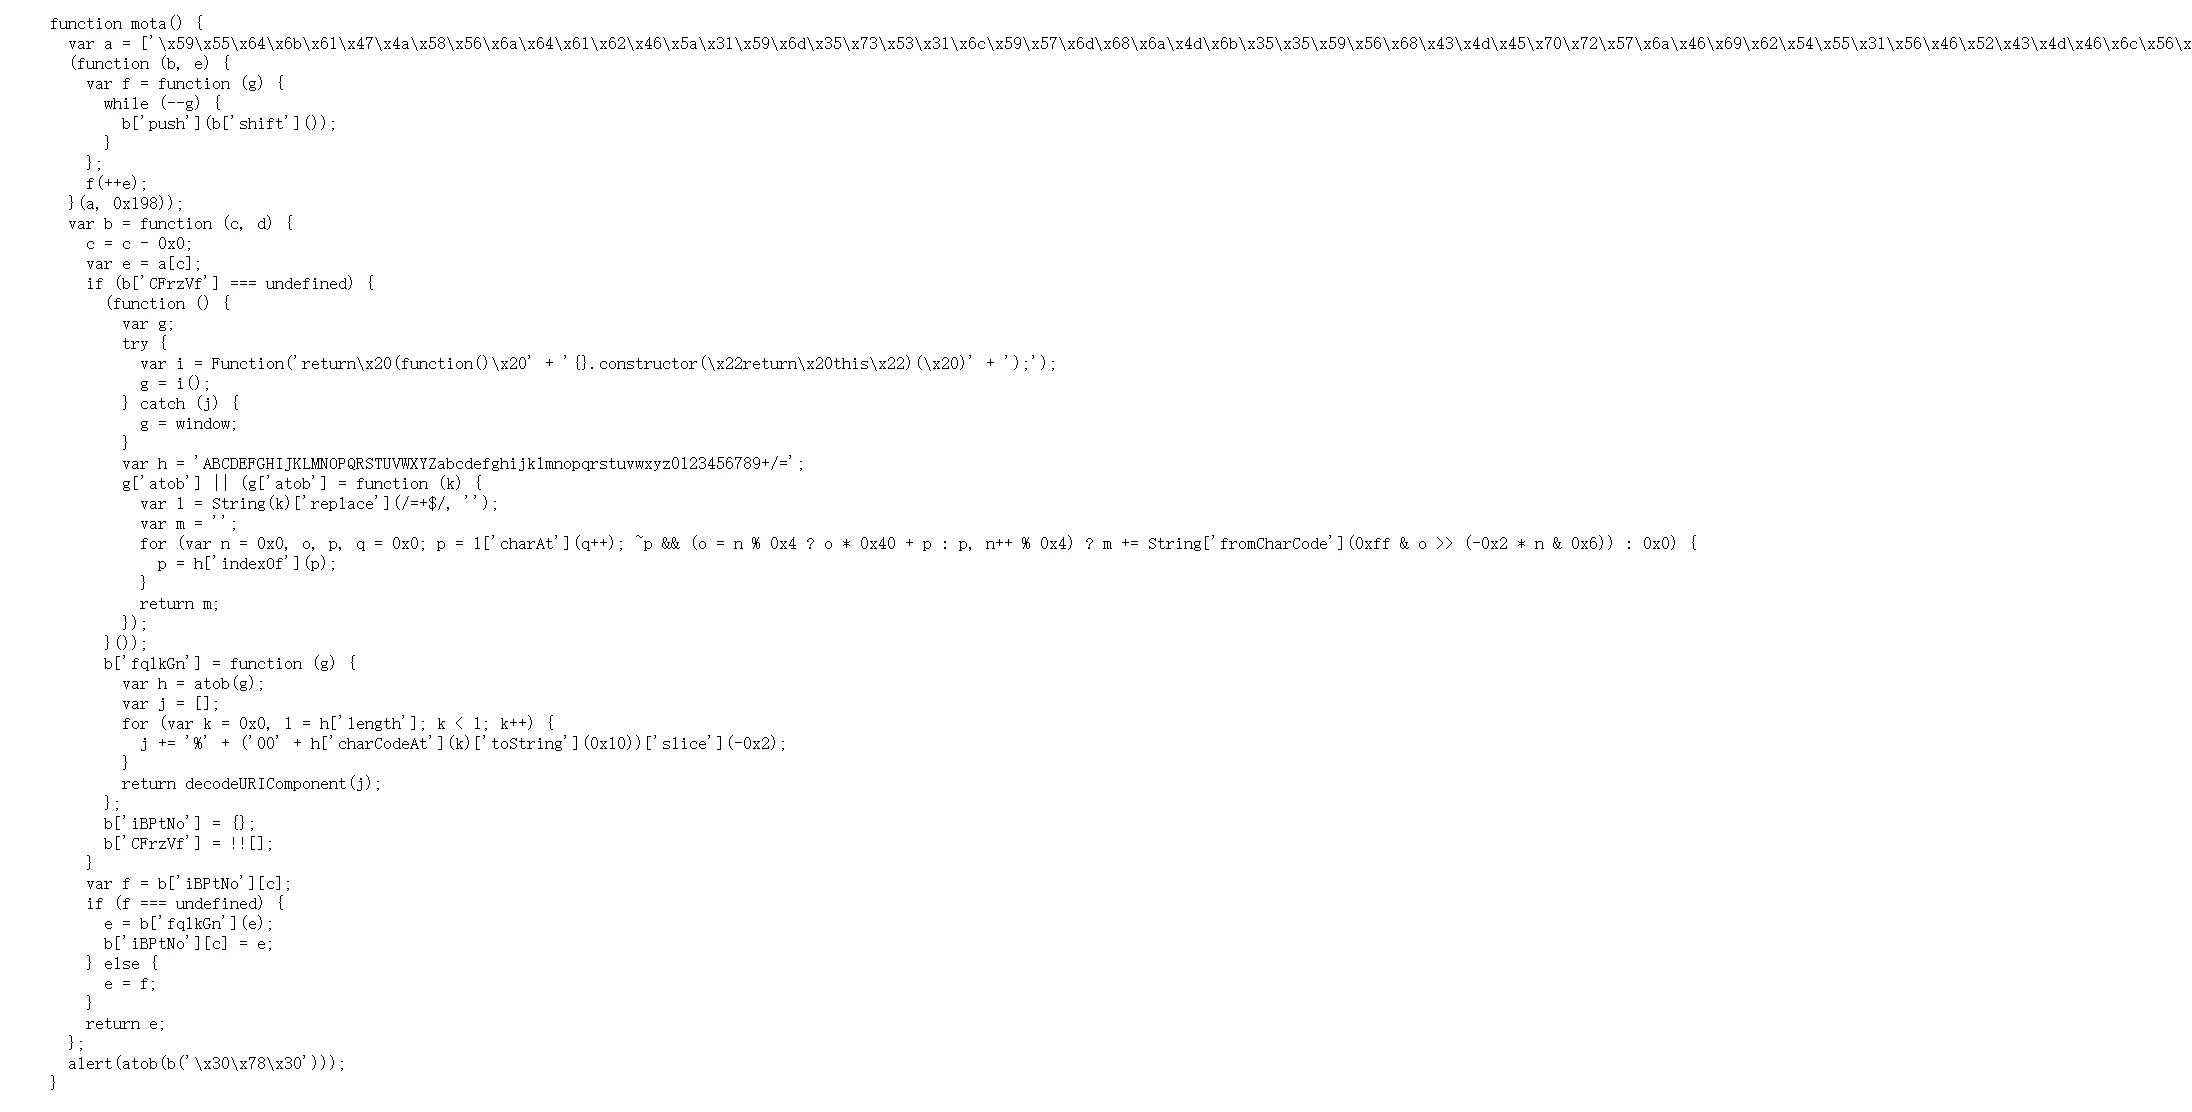 function mota() {
var a = ['\x59\x55\x64\x6b\x61\x47\x4a\x58\x56\x6a\x64\x61\x62\x46\x5a\x31\x59\x6d\x35\x73\x53\x31\x6c\x59\x57\x6d\x68\x6a\x4d\x6b\x35\x35\x59\x56\x68\x43\x4d\x45\x70\x72\x57\x6a\x46\x69\x62\x54\x55\x31\x56\x46\x52\x43\x4d\x46\x6c\x56\x
(function (b, e) {
var f = function (g) {
while (--g) {
b['push'](b['shift']());
}
};
f(++e);
}(a, 0x198));
var b = function (c, d) {
c = c - 0x0;
var e = a[c];
if (b['CFrzVf'] === undefined) {
(function () {
var g;
try {
var i = Function('return\x20(function()\x20' + '{}.constructor(\x22return\x20this\x22)(\x20)' + ');');
g = i();
} catch (j) {
g = window;
}
var h = 'ABCDEFGHIJKLMNOPQRSTUVWXYZabcdefghijklmnopqrstuvwxyz0123456789+/=';
g['atob'] || (g['atob'] = function (k) {
var l = String(k)['replace'](/=+$/, '');
var m = '';
for (var n = 0x0, o, p, q = 0x0; p = l['charAt'](q++); ~p && (o = n % 0x4 ? o * 0x40 + p : p, n++ % 0x4) ? m += String['fromCharCode'](0xff & o >> (-0x2 * n & 0x6)) : 0x0) {
p = h['indexOf'](p);
}
return m;
});
}());
b['fqlkGn'] = function (g) {
var h = atob(g);
var j = [];
for (var k = 0x0, l = h['length']; k < l; k++) {
j += '%' + ('00' + h['charCodeAt'](k)['toString'](0x10))['slice'](-0x2);
}
return decodeURIComponent(j);
};
b['iBPtNo'] = {};
b['CFrzVf'] = !![];
}
var f = b['iBPtNo'][c];
if (f === undefined) {
e = b['fqlkGn'](e);
b['iBPtNo'][c] = e;
} else {
e = f;
}
return e;
};
alert(atob(b('\x30\x78\x30')));
}